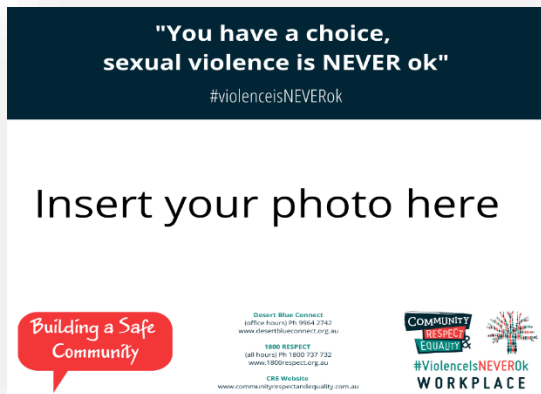 "You have a choice,
sexual violence is NEVER ok"
#violenceisNEVERok
Insert your photo here
Building a Safe
Community
Desert Blue Connect
(office hours) Ph 9964 2742
www.desertblueconnect.org.au
1800 RESPECT
(all hours) Ph 1800 737 732
www.1800respect.org.au
CRE Website
www.communityrespectandequality.com.au
COMMUNITY
RESPECT
&
EQUALITY
#ViolenceIsNEVEROk
WORKPLACE